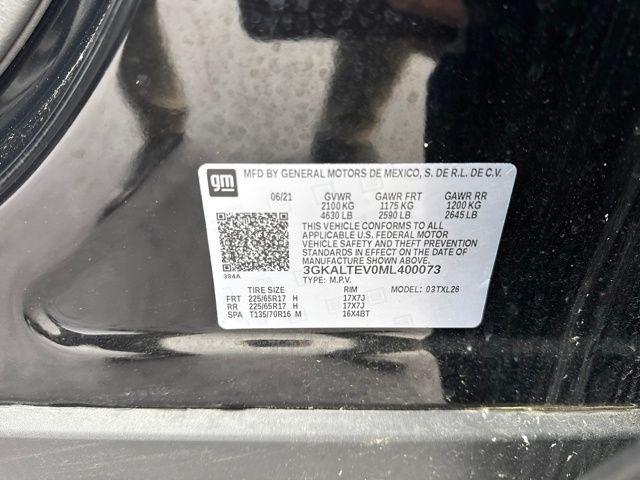 gm MFD BY GENERAL MOTORS DE MEXICO, S. DE R.L. DE C.V.
06/21 GVWR GAWR FRT GAWR RR
2100 KG 1175 KG 1200 KG
4630 LB 2590 LB 2645 LB
THIS VEHICLE CONFORMS TO ALL
APPLICABLE U.S. FEDERAL MOTOR
VEHICLE SAFETY AND THEFT PREVENTION
STANDARDS IN EFFECT ON THE DATE OF
MANUFACTURE SHOWN ABOVE.
384A 3GKALTEV0ML400073
TYPE: M.P.V.
TIRE SIZE RIM MODEL: 03TXL26
FRT 225/65R17 H 17X7J
RR 225/65R17 H 17X7J
SPA T135/70R16 M 16X4BT